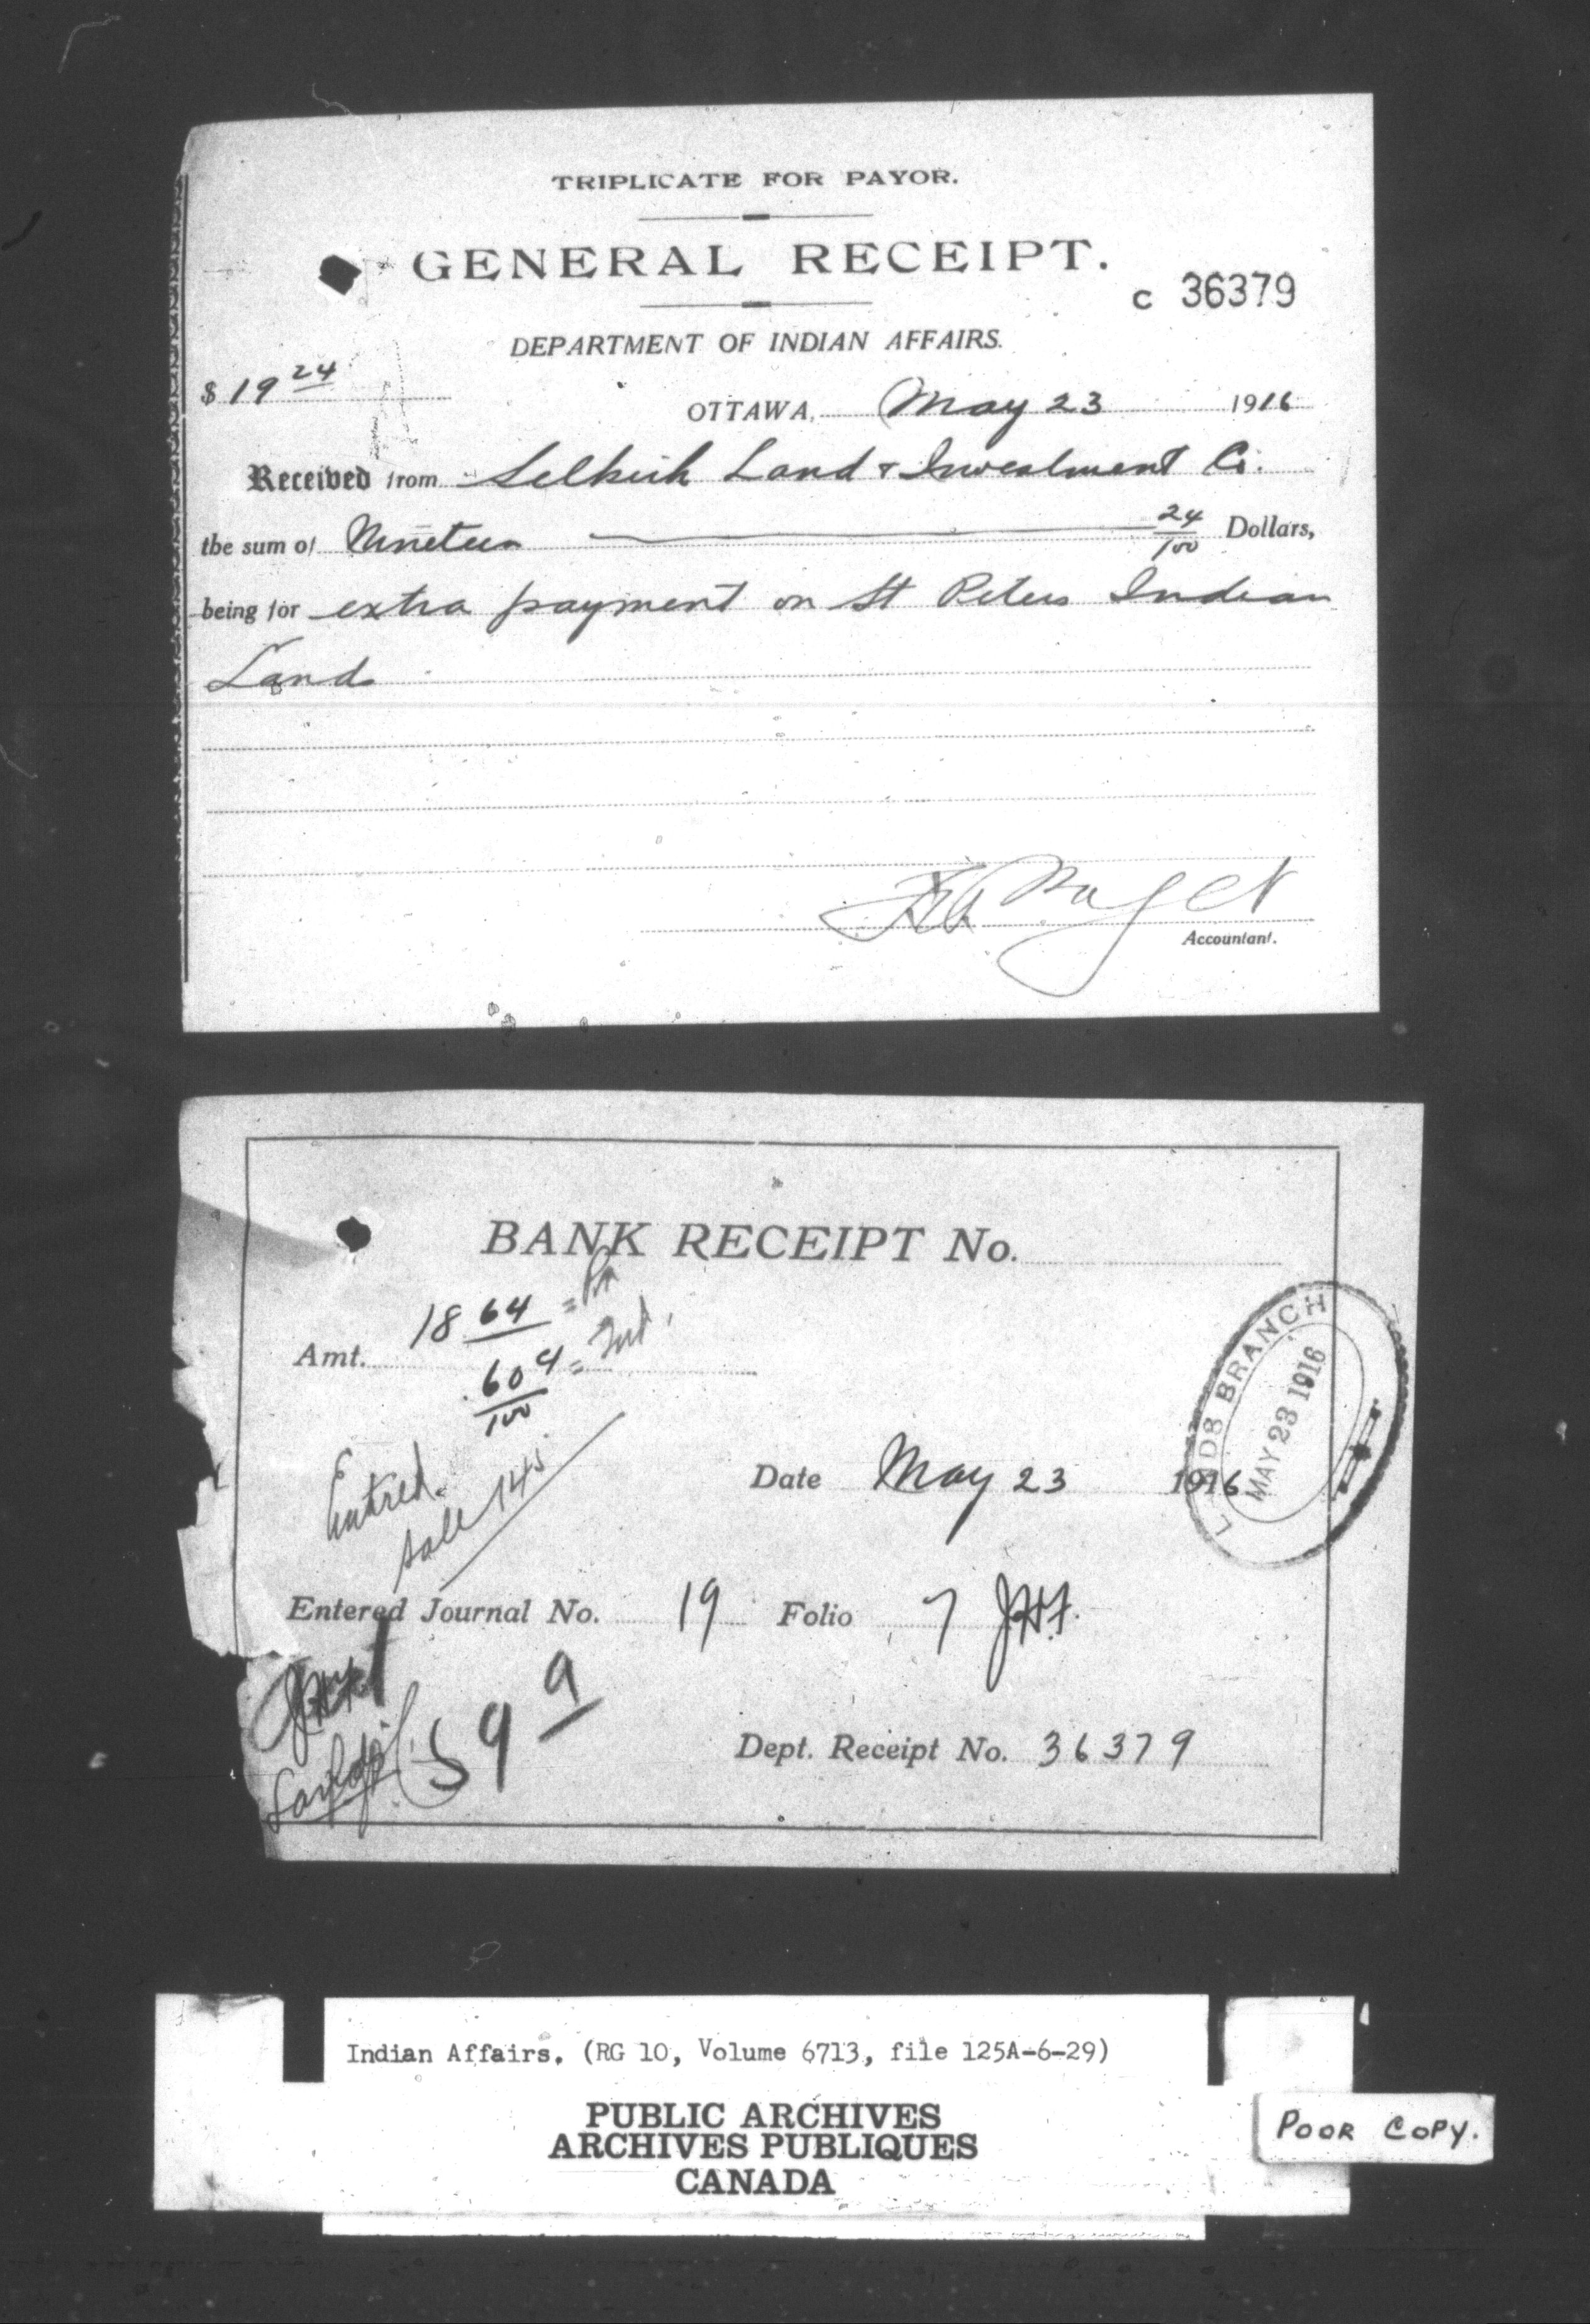 TRIPLICATE FOR PAYOR.
GENERAL RECEIPT.
C 36379
DEPARTMENT OF INDIAN AFFAIRS.
$ 19 24
OTTAWA, May 23 1916
Received from Selkirk Land & Investment Co.
the sum of Nineteen 24/100 Dollars,
being for extra payment on St Peters Indian
Land
Accountant.
BANK RECEIPT No.
Amt. 18 64
.60
100
Entred.
sale 145
Date May 23 1916
LANDS BRANCH
MAY 23 1916
Entered Journal No. 19 Folio 7 J.H.F.
Dept. Receipt No. 36379
Indian Affairs. (RG 10, Volume 6713, file 125A-6-29)
PUBLIC ARCHIVES
ARCHIVES PUBLIQUES
CANADA
POOR COPY.